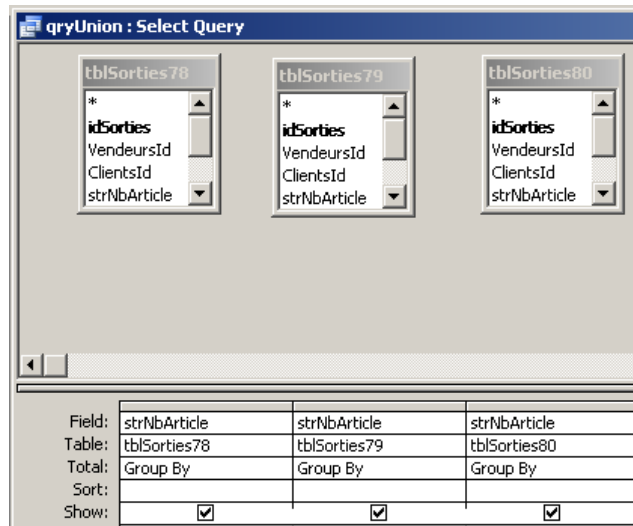 qryUnion : Select Query
tblSorties78
*
idSorties
VendeursId
ClientsId
strNbArticle
tblSorties79
*
idSorties
VendeursId
ClientsId
strNbArticle
tblSorties80
*
idSorties
VendeursId
ClientsId
strNbArticle
Field: strNbArticle strNbArticle strNbArticle
Table: tblSorties78 tblSorties79 tblSorties80
Total: Group By Group By Group By
Sort:
Show: